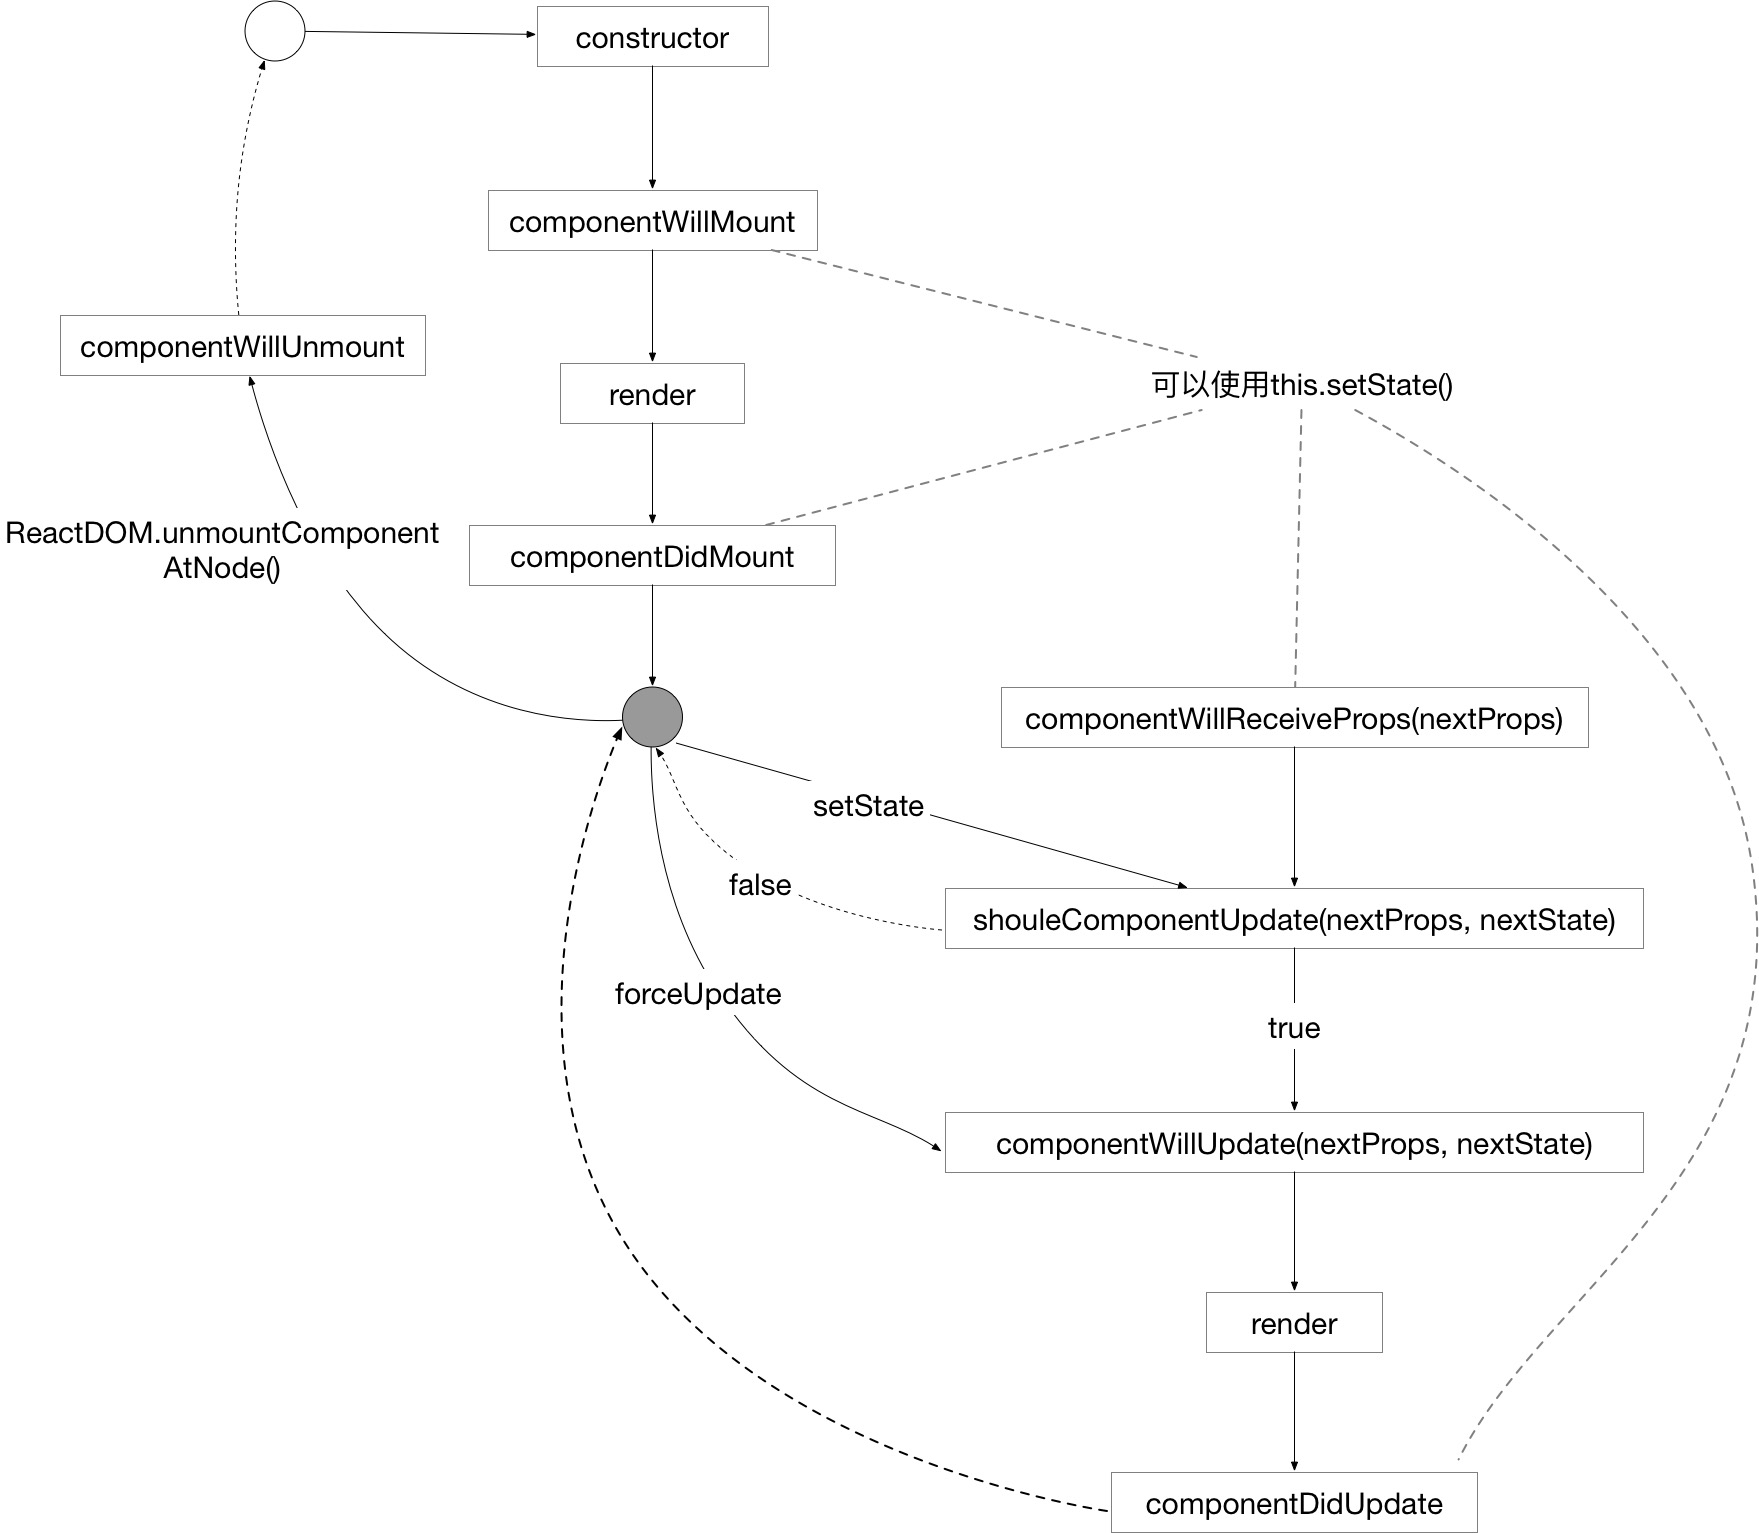 constructor
componentWillMount
componentWillUnmount
render
可以使用this.setState()
ReactDOM.unmountComponent
AtNode()
componentDidMount
componentWillReceiveProps(nextProps)
setState
false
shouleComponentUpdate(nextProps, nextState)
forceUpdate
true
componentWillUpdate(nextProps, nextState)
render
componentDidUpdate